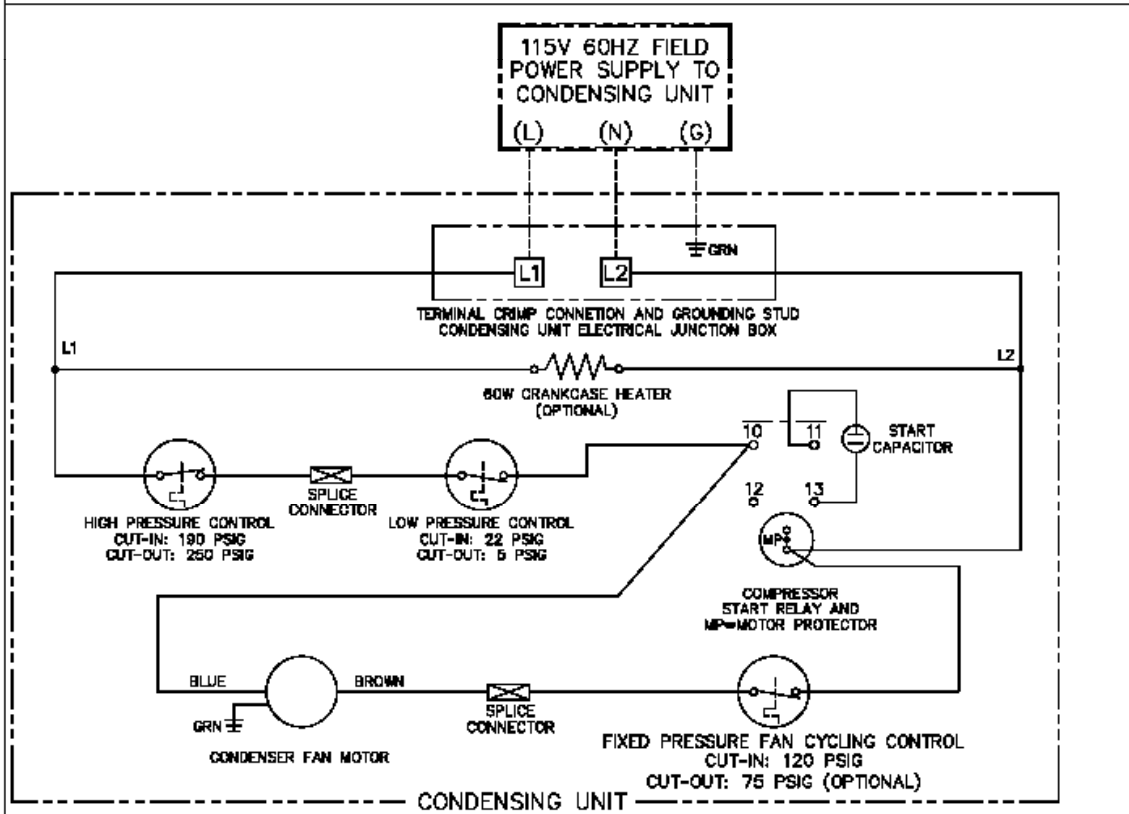 115V 60HZ FIELD
POWER SUPPLY TO
CONDENSING UNIT
(L) (N) (G)
GRN
L1 L2
TERMINAL CRIMP CONNETION AND GROUNDING STUD
CONDENSING UNIT ELECTRICAL JUNCTION BOX
L1
L2
60W CRANKCASE HEATER
(OPTIONAL)
10 11
START
CAPACITOR
12 13
SPLICE
CONNECTOR
HIGH PRESSURE CONTROL
CUT-IN: 190 PSIG
CUT-OUT: 250 PSIG
LOW PRESSURE CONTROL
CUT-IN: 22 PSIG
CUT-OUT: 5 PSIG
MP
COMPRESSOR
START RELAY AND
MP=MOTOR PROTECTOR
BLUE
BROWN
GRN
SPLICE
CONNECTOR
CONDENSER FAN MOTOR
FIXED PRESSURE FAN CYCLING CONTROL
CUT-IN: 120 PSIG
CUT-OUT: 75 PSIG (OPTIONAL)
CONDENSING UNIT